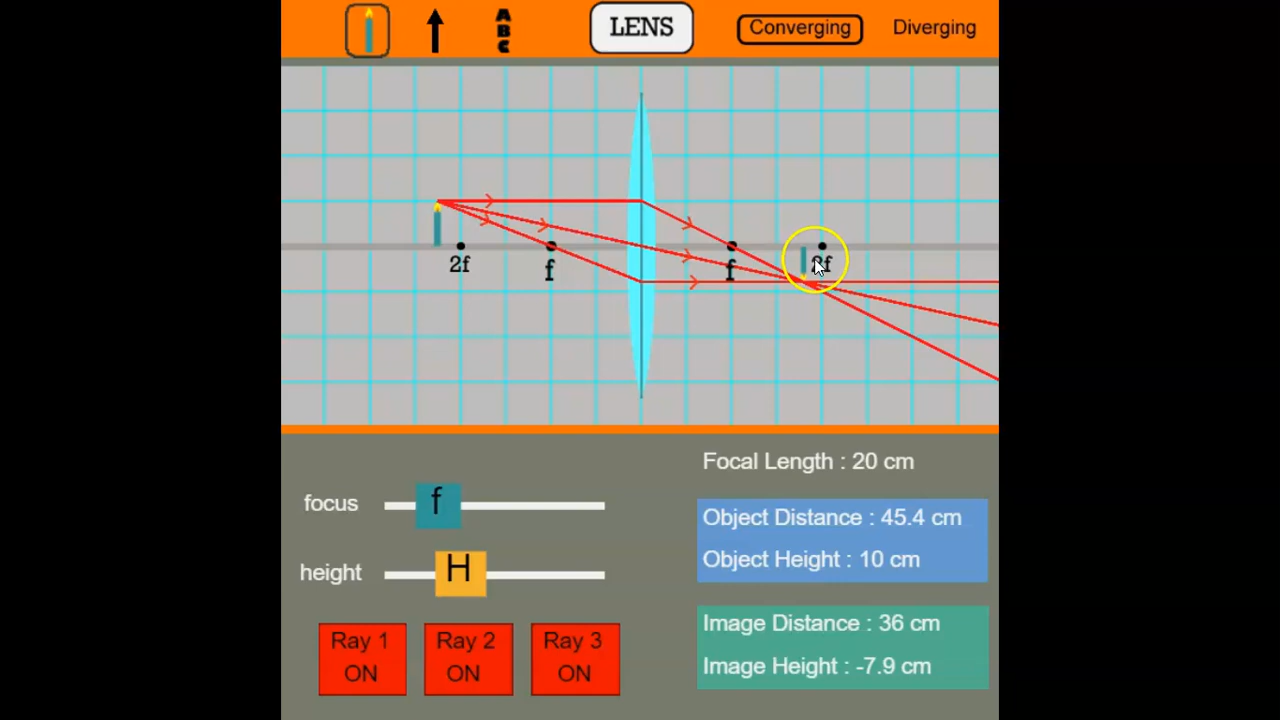 A
B
C
LENS
Converging
Diverging
2f
f
f
2f
Focal Length : 20 cm
focus
f
Object Distance : 45.4 cm
Object Height : 10 cm
height
H
Image Distance : 36 cm
Image Height : -7.9 cm
Ray 1
ON
Ray 2
ON
Ray 3
ON